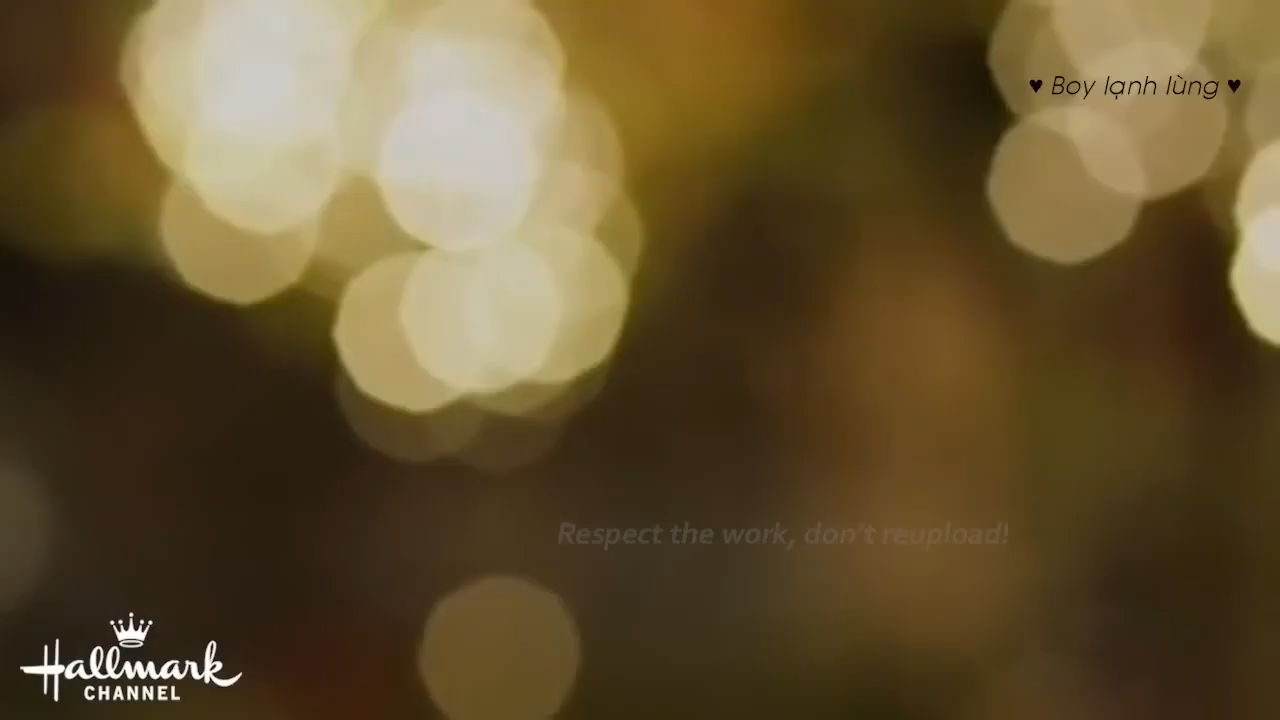 ♥ Boy lạnh lùng ♥
Respect the work, don't reupload!
Hallmark
CHANNEL